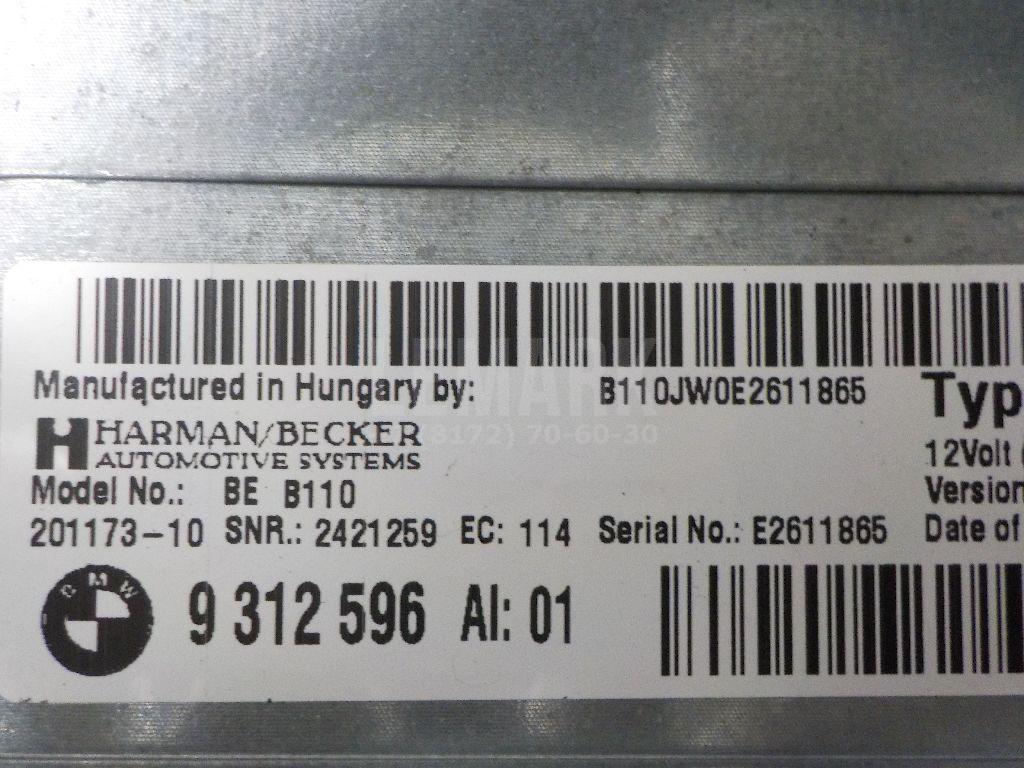 Manufactured in Hungary by: B110JW0E2611865 Typ
HARMAN/BECKER
AUTOMOTIVE SYSTEMS 12Volt
Model No.: BE B110 Version
201173-10 SNR.: 2421259 EC: 114 Serial No.: E2611865 Date of
BMW 9 312 596 AI: 01
LEMARK
(8172) 70-60-30